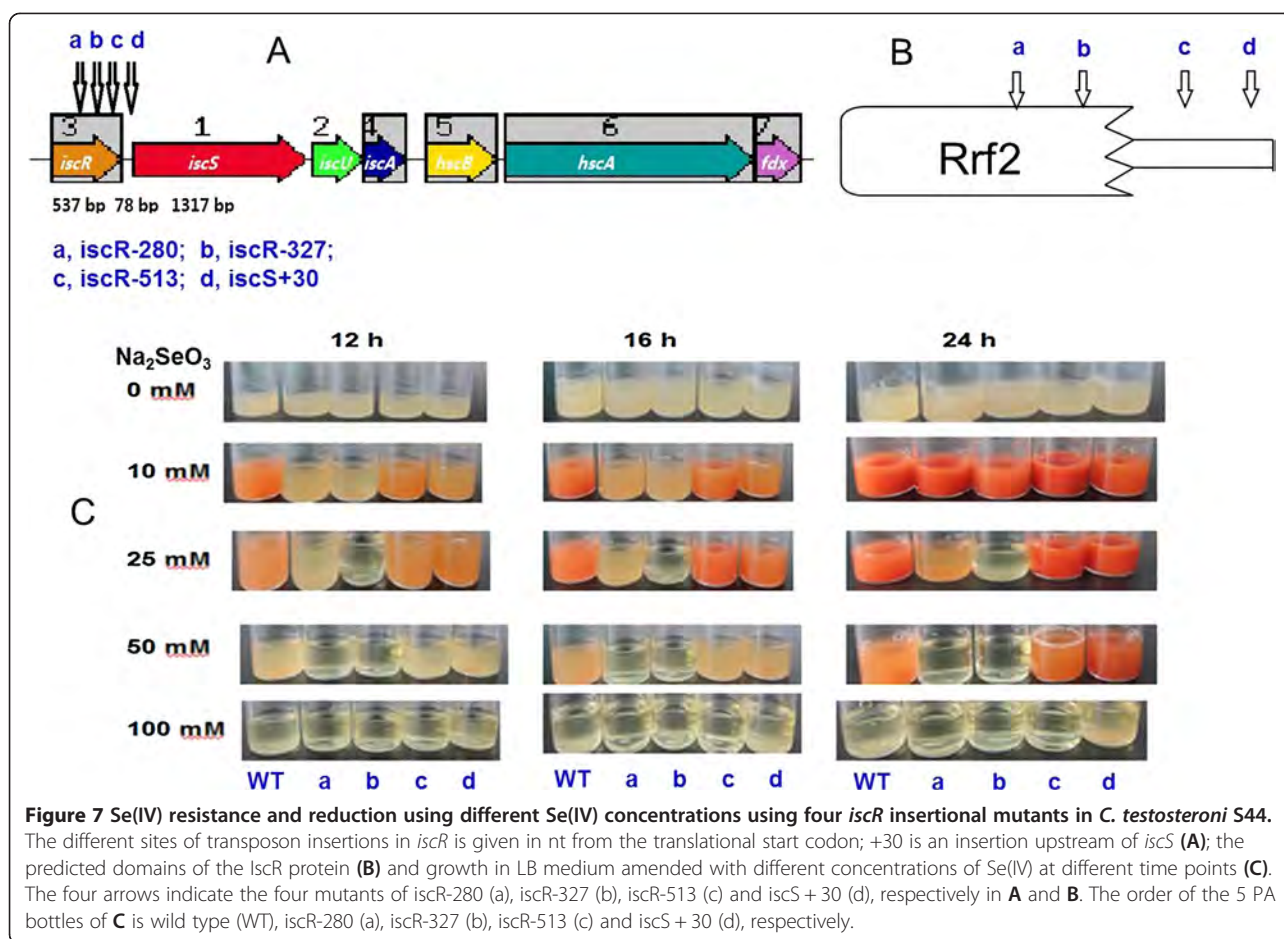 a b c d
A
3 1 2 4 5 6 7
iscR iscS iscU iscA hscB hscA fdx
537 bp 78 bp 1317 bp
a, iscR-280; b, iscR-327;
c, iscR-513; d, iscS+30
B
a b c d
Rrf2
12 h 16 h 24 h
Na₂SeO₃
0 mM
10 mM
25 mM
C
50 mM
100 mM
WT a b c d WT a b c d WT a b c d
Figure 7 Se(IV) resistance and reduction using different Se(IV) concentrations using four iscR insertional mutants in C. testosteroni S44.
The different sites of transposon insertions in iscR is given in nt from the translational start codon; +30 is an insertion upstream of iscS (A); the
predicted domains of the IscR protein (B) and growth in LB medium amended with different concentrations of Se(IV) at different time points (C).
The four arrows indicate the four mutants of iscR-280 (a), iscR-327 (b), iscR-513 (c) and iscS + 30 (d), respectively in A and B. The order of the 5 PA
bottles of C is wild type (WT), iscR-280 (a), iscR-327 (b), iscR-513 (c) and iscS + 30 (d), respectively.